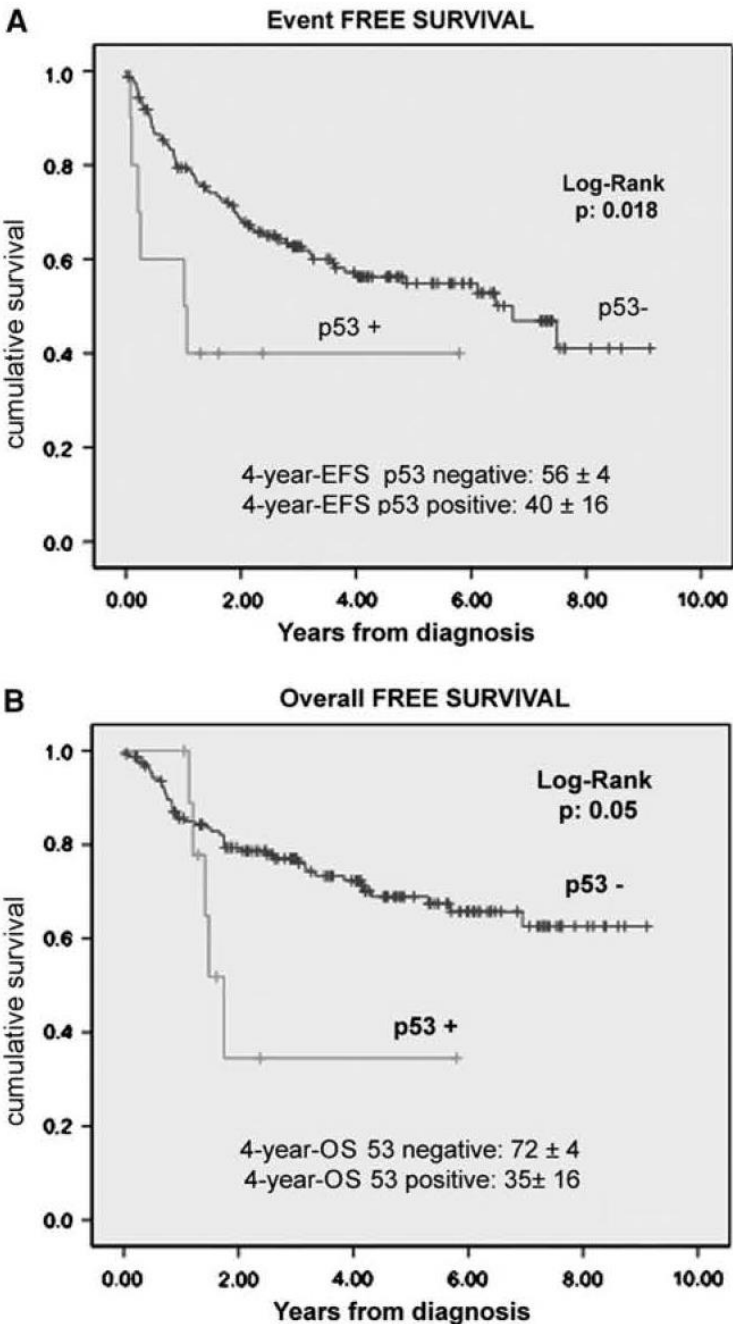 A
Event FREE SURVIVAL
1.0
0.8
0.6
0.4
0.2
0.0
cumulative survival
Log-Rank
p: 0.018
p53-
p53 +
4-year-EFS p53 negative: 56 ± 4
4-year-EFS p53 positive: 40 ± 16
0.00 2.00 4.00 6.00 8.00 10.00
Years from diagnosis
B
Overall FREE SURVIVAL
1.0
0.8
0.6
0.4
0.2
0.0
cumulative survival
Log-Rank
p: 0.05
p53 -
p53 +
4-year-OS 53 negative: 72 ± 4
4-year-OS 53 positive: 35± 16
0.00 2.00 4.00 6.00 8.00 10.00
Years from diagnosis